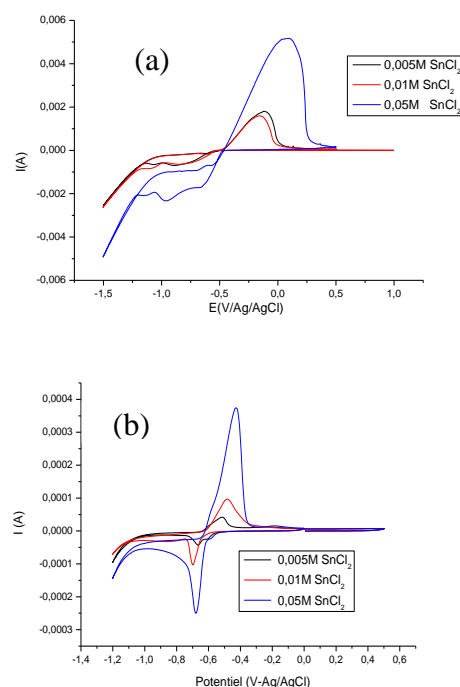 (a)
0,005M SnCl₂
0,01M SnCl₂
0,05M SnCl₂
0,006
0,004
0,002
0,000
-0,002
-0,004
-0,006
I(A)
-1,5 -1,0 -0,5 0,0 0,5 1,0
E(V/Ag/AgCl)
(b)
0,0004
0,0003
0,0002
0,0001
0,0000
-0,0001
-0,0002
-0,0003
I (A)
0,005M SnCl₂
0,01M SnCl₂
0,05M SnCl₂
-1,4 -1,2 -1,0 -0,8 -0,6 -0,4 -0,2 0,0 0,2 0,4 0,6
Potentiel (V-Ag/AgCl)